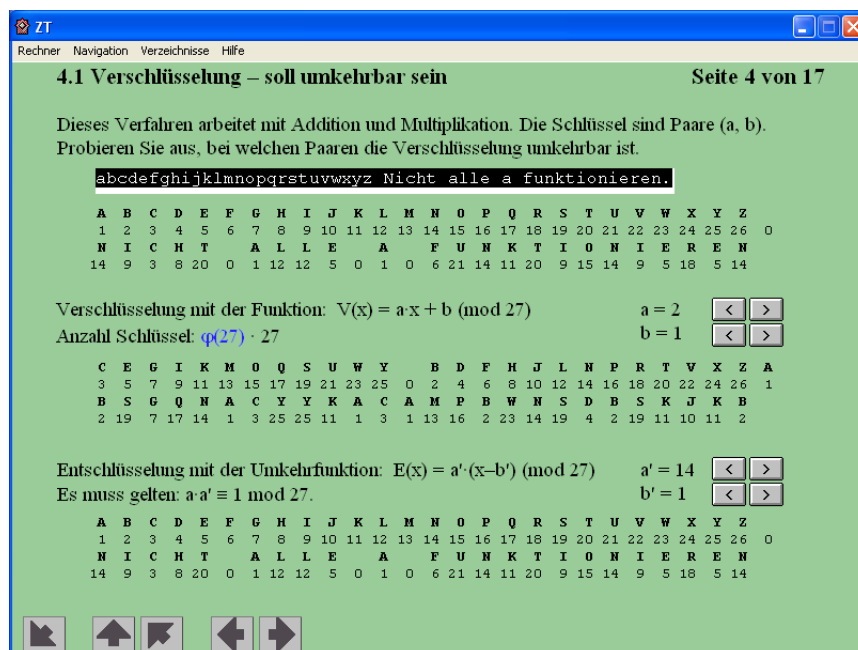 ZT
Rechner Navigation Verzeichnisse Hilfe
4.1 Verschlüsselung – soll umkehrbar sein Seite 4 von 17
Dieses Verfahren arbeitet mit Addition und Multiplikation. Die Schlüssel sind Paare (a, b).
Probieren Sie aus, bei welchen Paaren die Verschlüsselung umkehrbar ist.
abcdefghijklmnopqrstuvwxyz Nicht alle a funktionieren.
A B C D E F G H I J K L M N O P Q R S T U V W X Y Z
1 2 3 4 5 6 7 8 9 10 11 12 13 14 15 16 17 18 19 20 21 22 23 24 25 26 0
N I C H T A L L E A F U N K T I O N I E R E N
14 9 3 8 20 0 1 12 12 5 0 1 0 6 21 14 11 20 9 15 14 9 5 18 5 14
Verschlüsselung mit der Funktion: V(x) = a·x + b (mod 27) a = 2 < >
Anzahl Schlüssel: φ(27) · 27 b = 1 < >
C E G I K M O Q S U W Y B D F H J L N P R T V X Z A
3 5 7 9 11 13 15 17 19 21 23 25 0 2 4 6 8 10 12 14 16 18 20 22 24 26 1
B S G Q N A C Y Y K A C A M P B W N S D B S K J K B
2 19 7 17 14 1 3 25 25 11 1 3 1 13 16 2 23 14 19 4 2 19 11 10 11 2
Entschlüsselung mit der Umkehrfunktion: E(x) = a'·(x–b') (mod 27) a' = 14 < >
Es muss gelten: a·a' ≡ 1 mod 27. b' = 1 < >
A B C D E F G H I J K L M N O P Q R S T U V W X Y Z
1 2 3 4 5 6 7 8 9 10 11 12 13 14 15 16 17 18 19 20 21 22 23 24 25 26 0
N I C H T A L L E A F U N K T I O N I E R E N
14 9 3 8 20 0 1 12 12 5 0 1 0 6 21 14 11 20 9 15 14 9 5 18 5 14